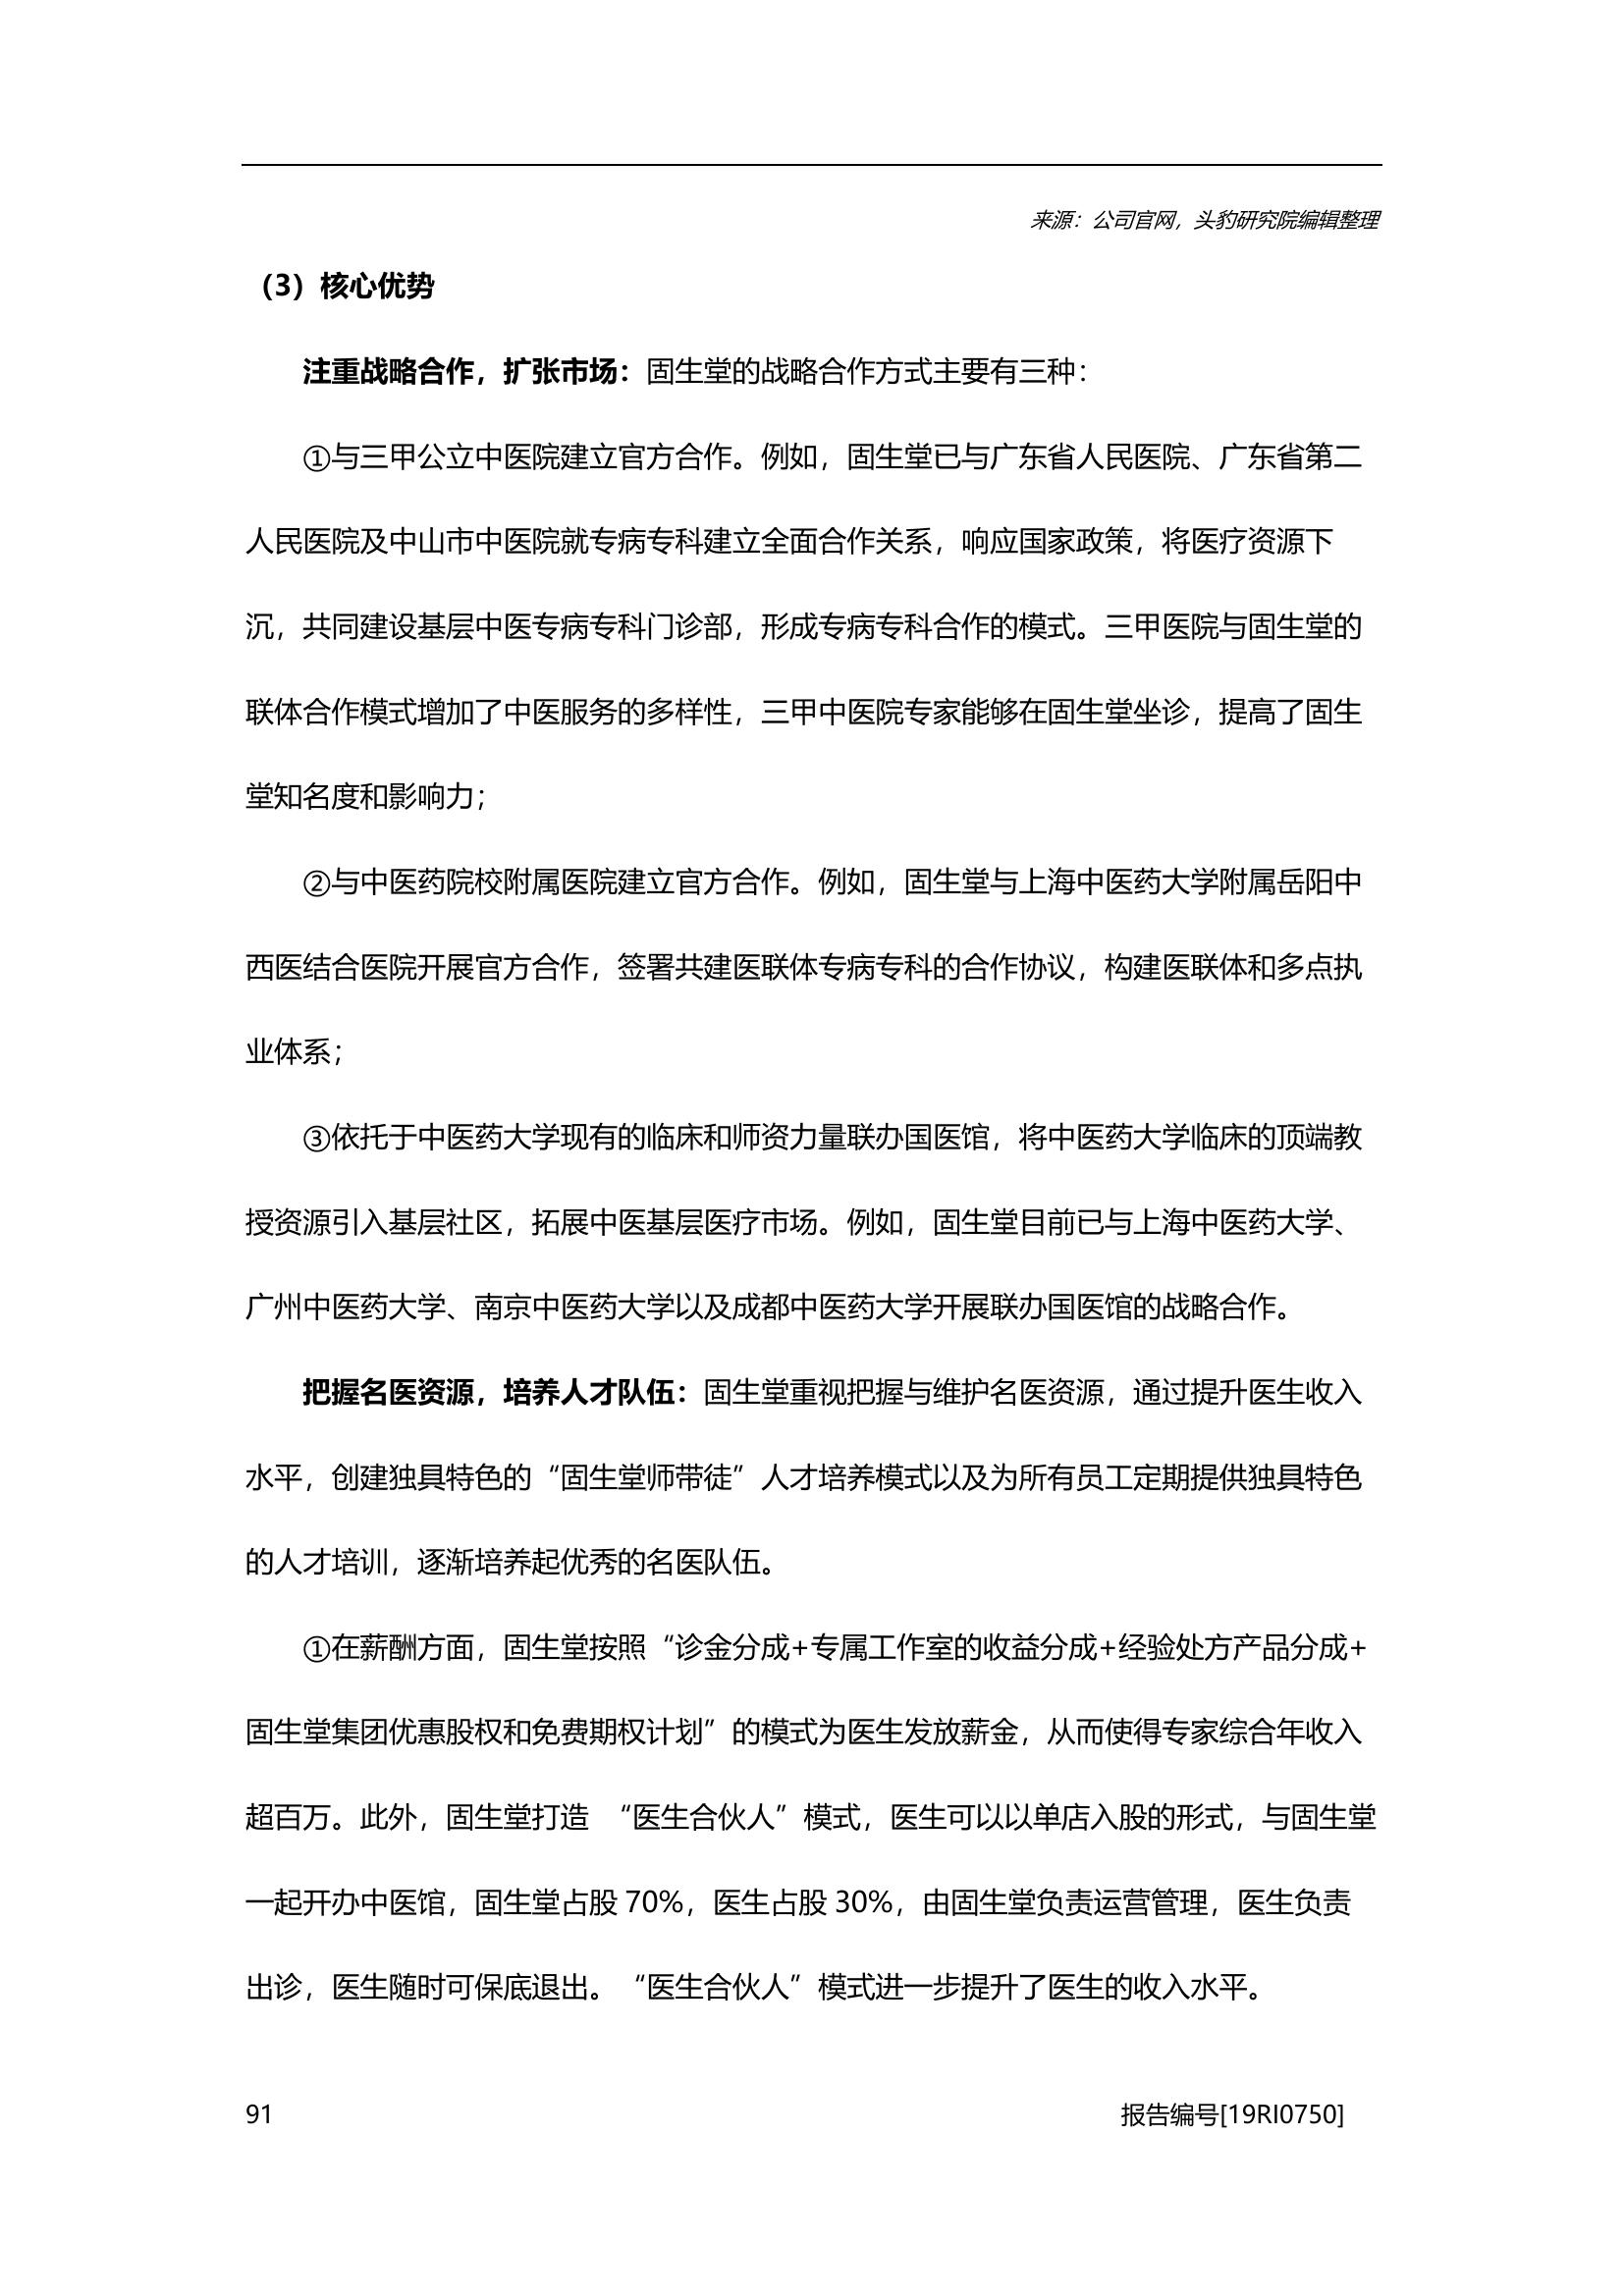 来源：公司官网，头豹研究院编辑整理
（3）核心优势
注重战略合作，扩张市场：固生堂的战略合作方式主要有三种：
①与三甲公立中医院建立官方合作。例如，固生堂已与广东省人民医院、广东省第二
人民医院及中山市中医院就专病专科建立全面合作关系，响应国家政策，将医疗资源下
沉，共同建设基层中医专病专科门诊部，形成专病专科合作的模式。三甲医院与固生堂的
联体合作模式增加了中医服务的多样性，三甲中医院专家能够在固生堂坐诊，提高了固生
堂知名度和影响力；
②与中医药院校附属医院建立官方合作。例如，固生堂与上海中医药大学附属岳阳中
西医结合医院开展官方合作，签署共建医联体专病专科的合作协议，构建医联体和多点执
业体系；
③依托于中医药大学现有的临床和师资力量联办国医馆，将中医药大学临床的顶端教
授资源引入基层社区，拓展中医基层医疗市场。例如，固生堂目前已与上海中医药大学、
广州中医药大学、南京中医药大学以及成都中医药大学开展联办国医馆的战略合作。
把握名医资源，培养人才队伍：固生堂重视把握与维护名医资源，通过提升医生收入
水平，创建独具特色的“固生堂师带徒”人才培养模式以及为所有员工定期提供独具特色
的人才培训，逐渐培养起优秀的名医队伍。
①在薪酬方面，固生堂按照“诊金分成+专属工作室的收益分成+经验处方产品分成+
固生堂集团优惠股权和免费期权计划”的模式为医生发放薪金，从而使得专家综合年收入
超百万。此外，固生堂打造 “医生合伙人”模式，医生可以以单店入股的形式，与固生堂
一起开办中医馆，固生堂占股 70%，医生占股 30%，由固生堂负责运营管理，医生负责
出诊，医生随时可保底退出。“医生合伙人”模式进一步提升了医生的收入水平。
91 报告编号[19RI0750]